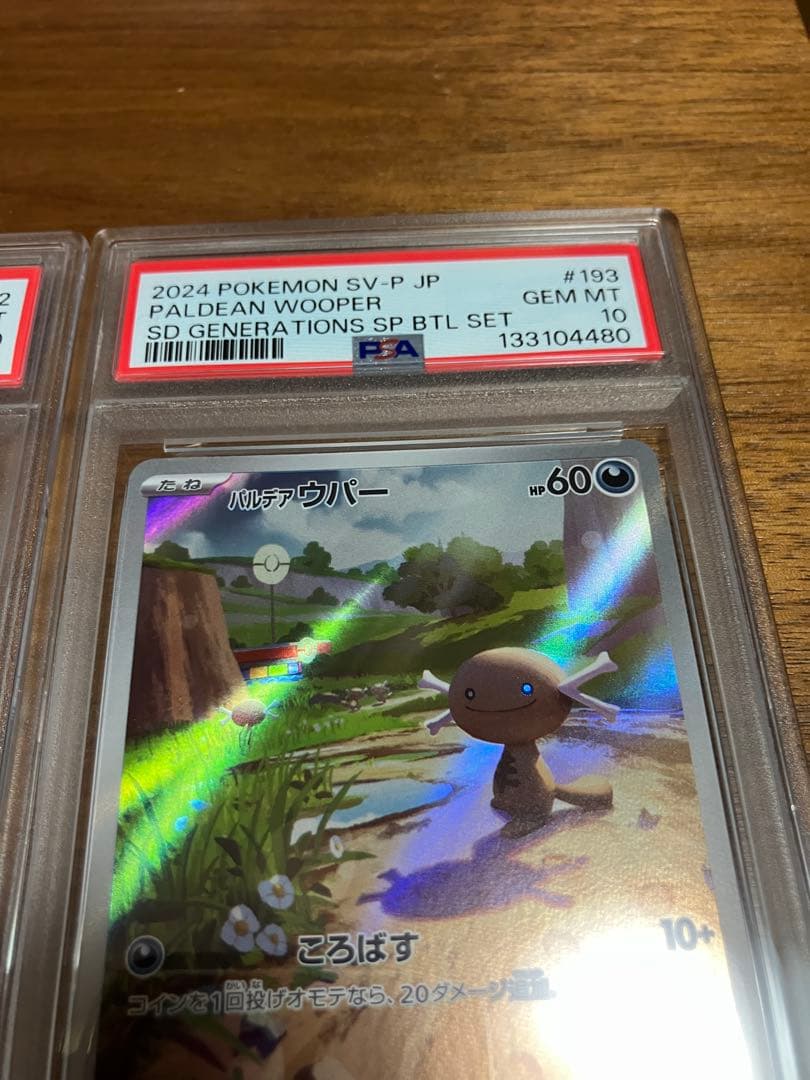 2024 POKEMON SV-P JP #193
PALDEAN WOOPER GEM MT
SD GENERATIONS SP BTL SET 10
PSA 133104480
たね
パルデア ウパー HP60
ころばす 10+
コインを1回投げオモテなら、20ダメージ追加。